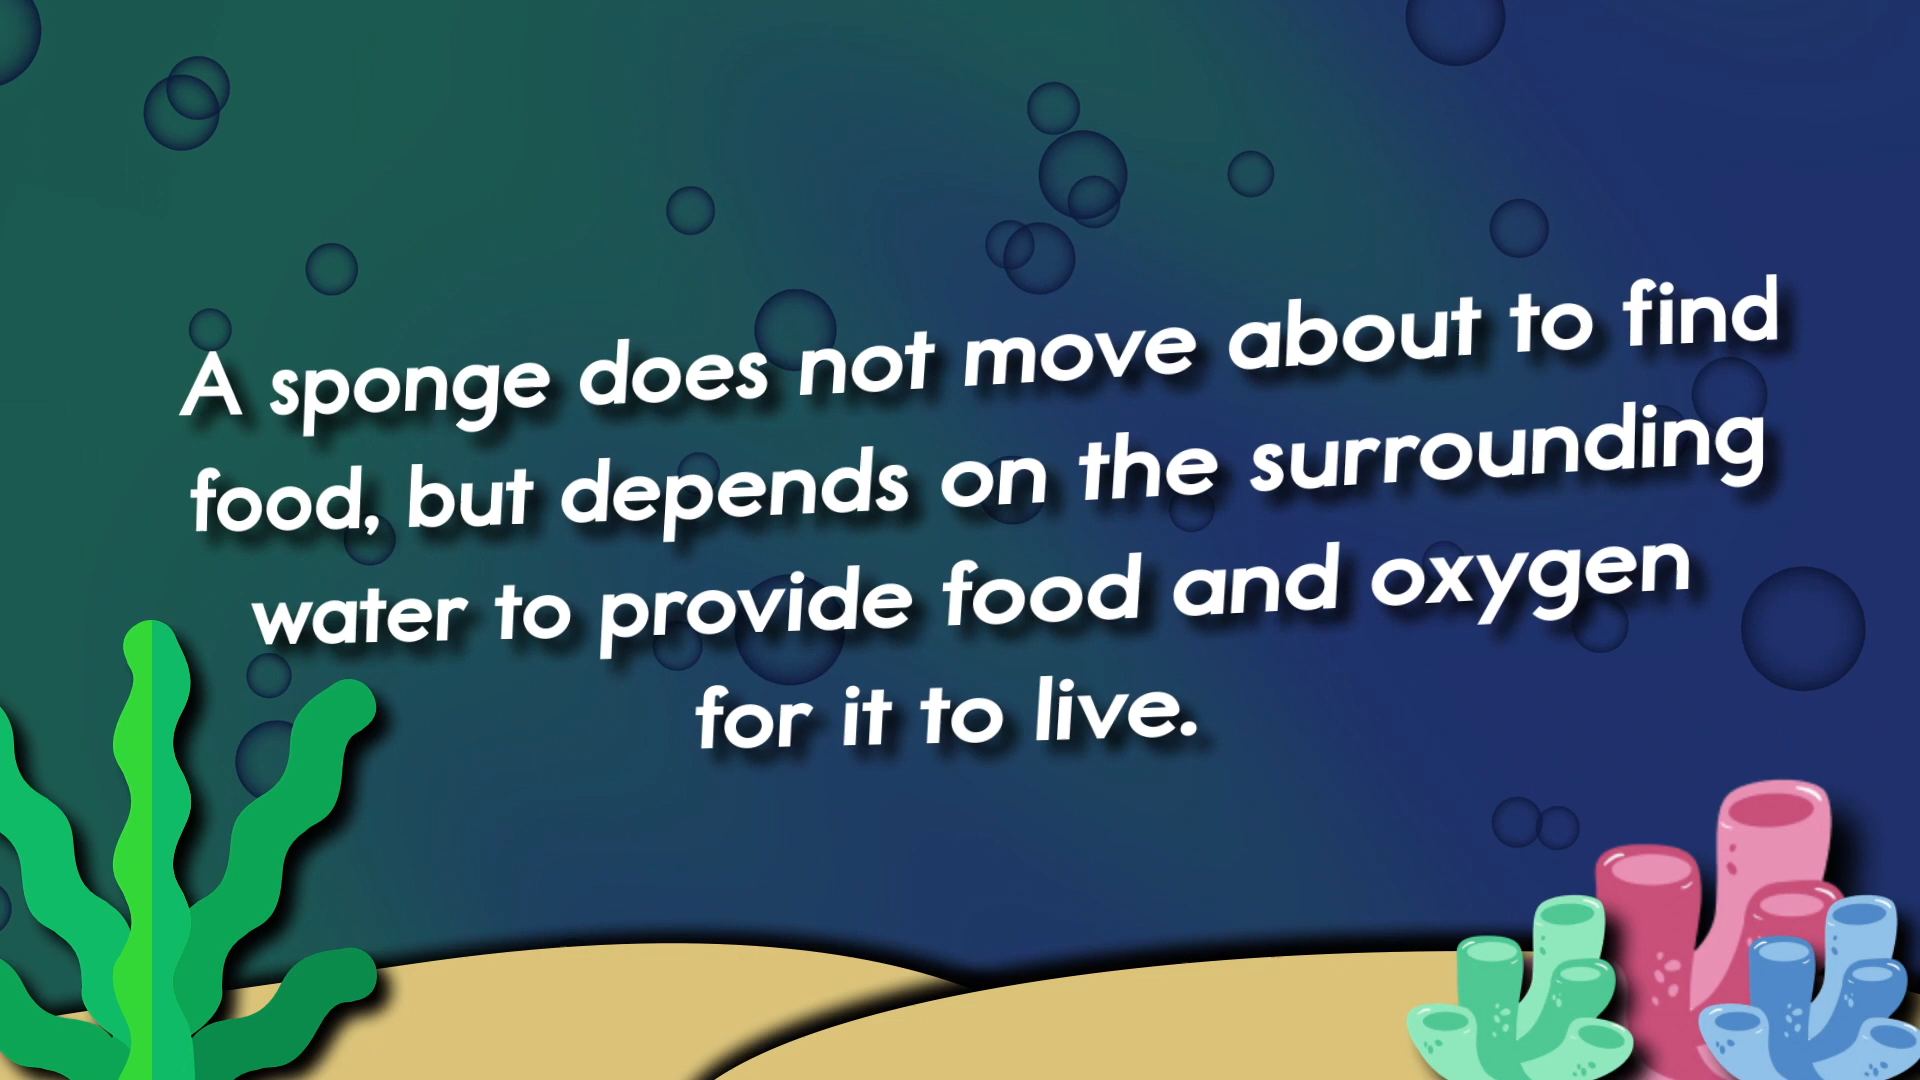 A sponge does not move about to find
food, but depends on the surrounding
water to provide food and oxygen
for it to live.